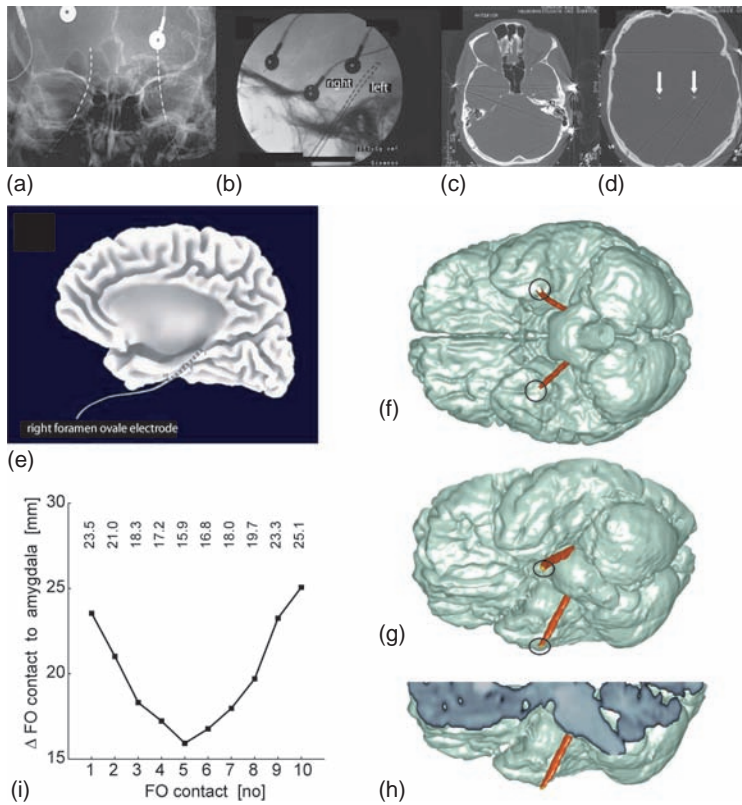 right
left
(a)
(b)
(c)
(d)
right foramen ovale electrode
(e)
(f)
(g)
(h)
Δ FO contact to amygdala [mm]
30
25
20
15
23.5
21.0
18.3
17.2
15.9
16.8
18.0
19.7
23.3
25.1
1 2 3 4 5 6 7 8 9 10
FO contact [no]
(i)